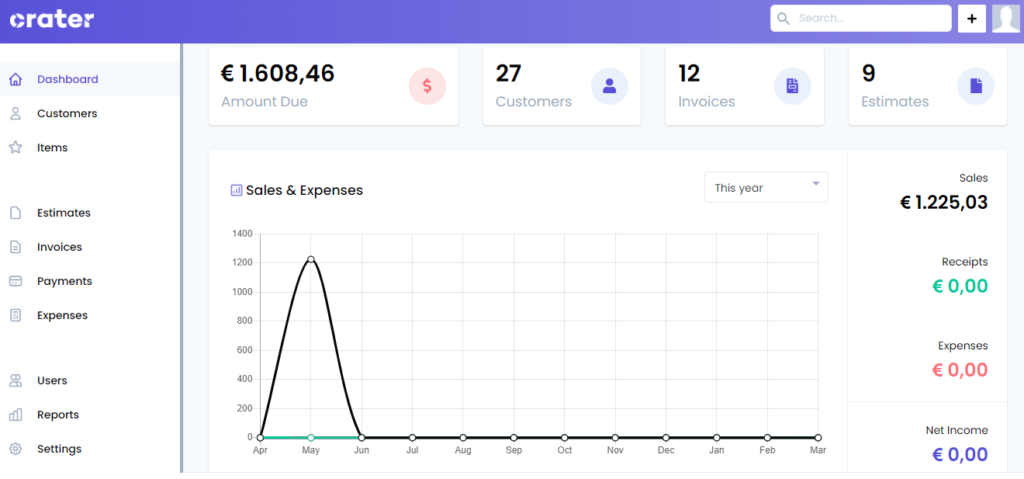 crater
Search...
Dashboard
Customers
Items
Estimates
Invoices
Payments
Expenses
Users
Reports
Settings
€ 1.608,46
Amount Due
$
27
Customers
12
Invoices
9
Estimates
Sales & Expenses
This year
1400
1200
1000
800
600
400
200
0
Apr May Jun Jul Aug Sep Oct Nov Dec Jan Feb Mar
Sales
€ 1.225,03
Receipts
€ 0,00
Expenses
€ 0,00
Net Income
€ 0,00